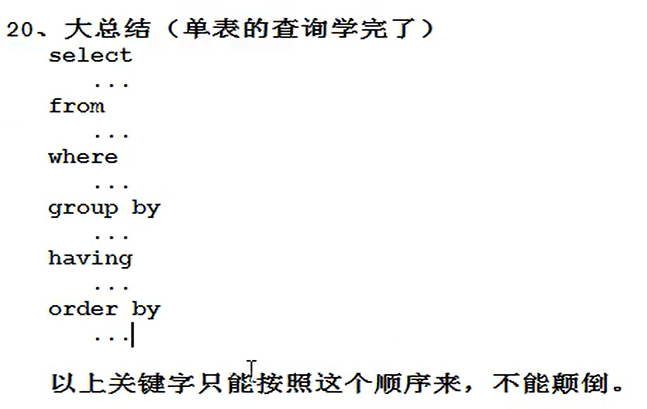 20、大总结（单表的查询学完了）
select
...
from
...
where
...
group by
...
having
...
order by
...
以上关键字只能按照这个顺序来，不能颠倒。